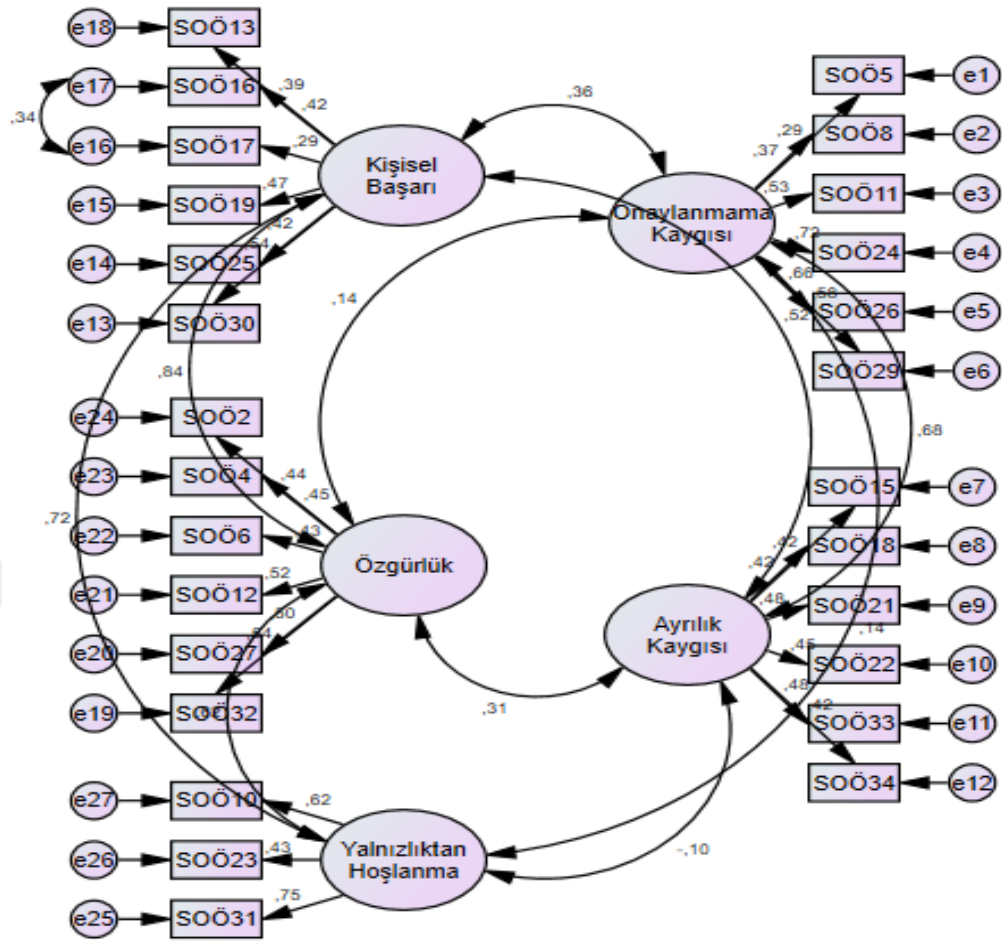 e18
SOÖ13
e17
SOÖ16
,34
e16
SOÖ17
e15
SOÖ19
e14
SOÖ25
e13
SOÖ30
,39
,42
,29
,47
,42
,54
Kişisel
Başarı
,36
Onaylanmama
Kaygısı
SOÖ5
e1
SOÖ8
e2
SOÖ11
e3
SOÖ24
e4
SOÖ26
e5
SOÖ29
e6
,29
,37
,53
,72
,66
,58
,52
,14
,84
,72
,68
e24
SOÖ2
e23
SOÖ4
e22
SOÖ6
e21
SOÖ12
e20
SOÖ27
e19
SOÖ32
,44
,45
,43
,52
,54
Özgürlük
,31
Ayrılık
Kaygısı
SOÖ15
e7
SOÖ18
e8
SOÖ21
e9
SOÖ22
e10
SOÖ33
e11
SOÖ34
e12
,42
,42
,48
,45
,48
,42
,14
e27
SOÖ10
e26
SOÖ23
e25
SOÖ31
,62
,43
,75
Yalnızlıktan
Hoşlanma
-,10